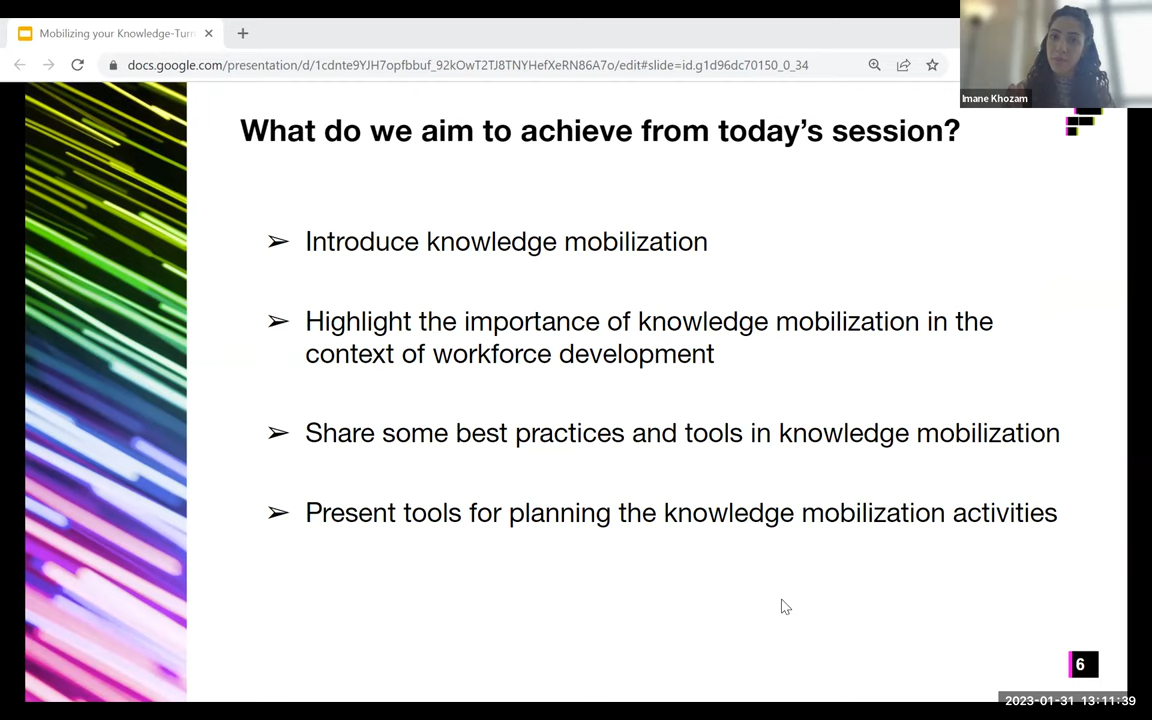 Mobilizing your Knowledge-Turn
docs.google.com/presentation/d/1cdnte9YJH7opfbbuf_92kOwT2TJ8TNYHefXeRN86A7o/edit#slide=id.g1d96dc70150_0_34
Imane Khozam
What do we aim to achieve from today's session?
➢ Introduce knowledge mobilization
➢ Highlight the importance of knowledge mobilization in the
context of workforce development
➢ Share some best practices and tools in knowledge mobilization
➢ Present tools for planning the knowledge mobilization activities
6
2023-01-31 13:11:39